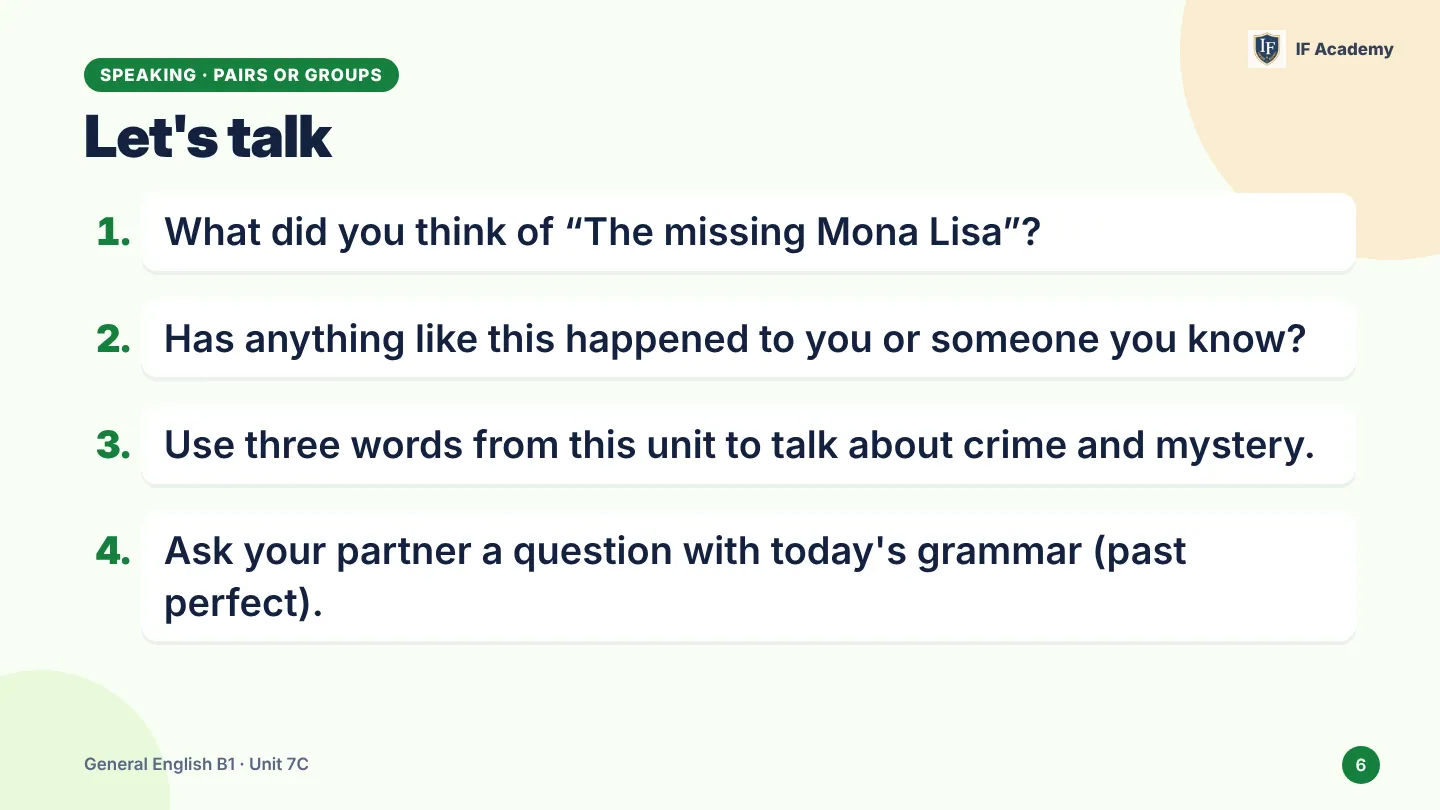 IF
IF Academy
SPEAKING · PAIRS OR GROUPS
Let's talk
1. What did you think of “The missing Mona Lisa”?
2. Has anything like this happened to you or someone you know?
3. Use three words from this unit to talk about crime and mystery.
4. Ask your partner a question with today's grammar (past
perfect).
General English B1 · Unit 7C
6